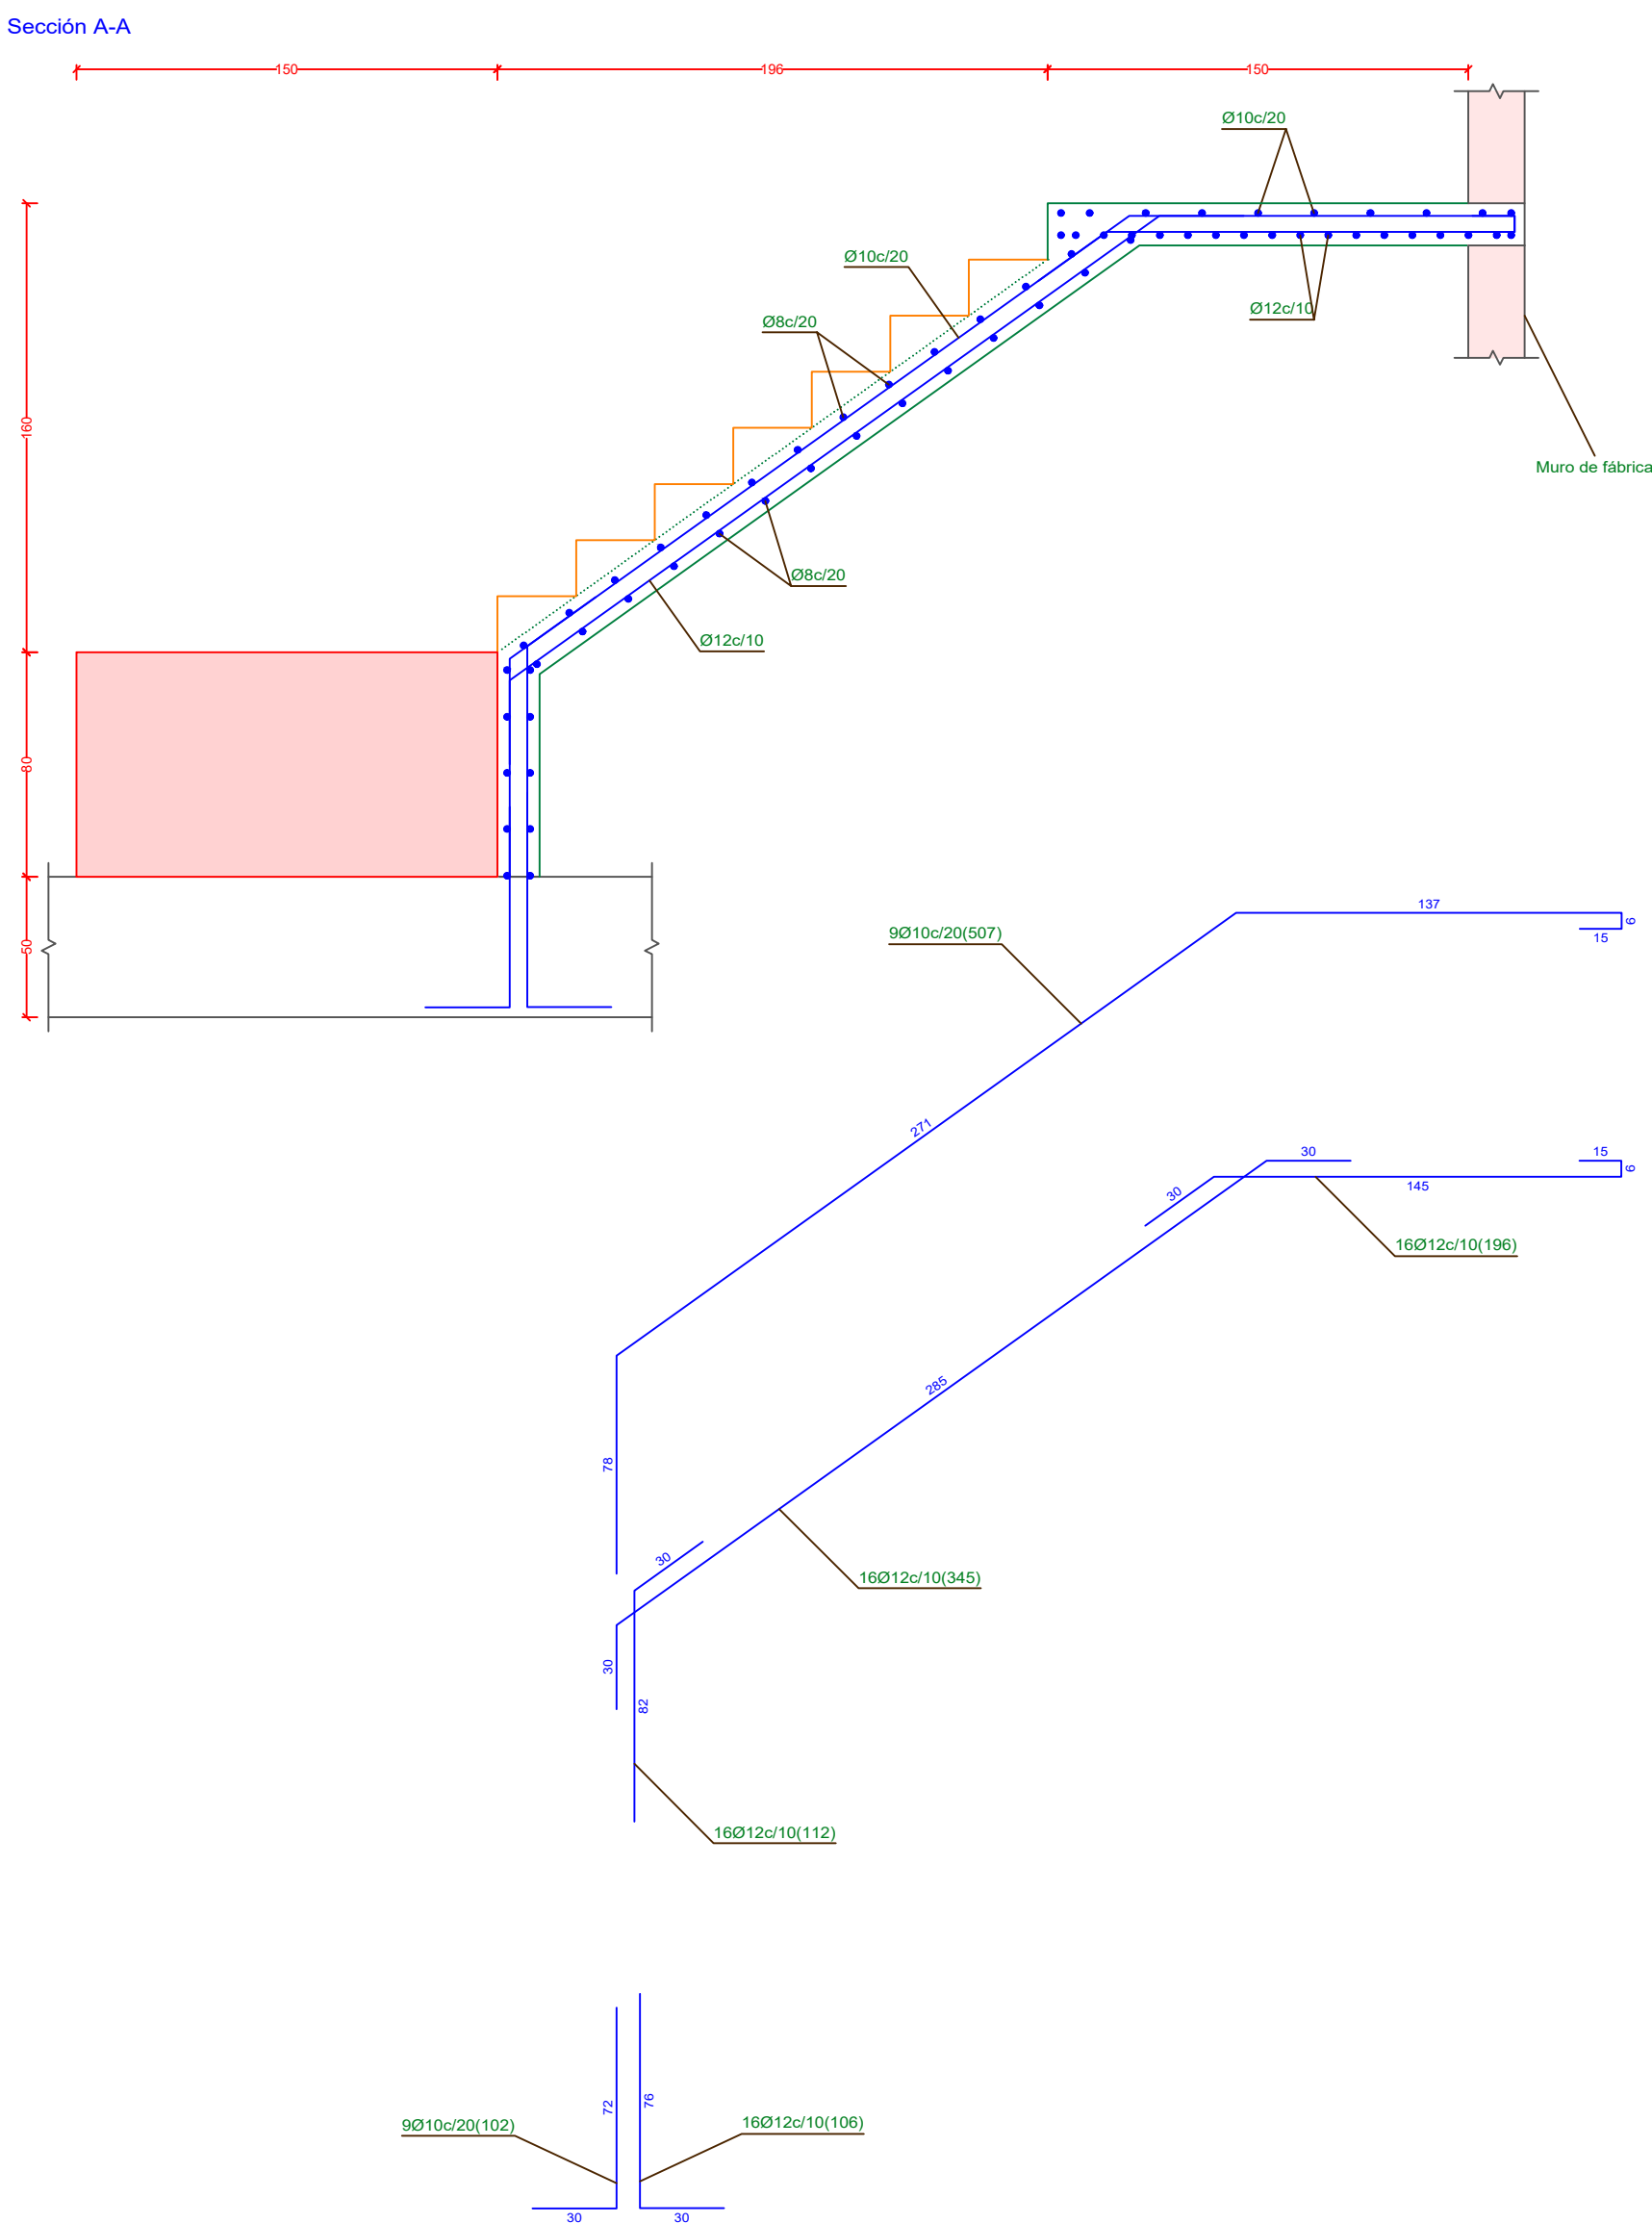 Sección A-A
150
196
150
Ø10c/20
Ø10c/20
Ø8c/20
Ø12c/10
160
Muro de fábrica
Ø8c/20
Ø12c/10
80
50
137
9Ø10c/20(507)
6
15
271
30
15
6
30
145
16Ø12c/10(196)
285
78
30
16Ø12c/10(345)
30
82
16Ø12c/10(112)
72
76
9Ø10c/20(102)
16Ø12c/10(106)
30
30